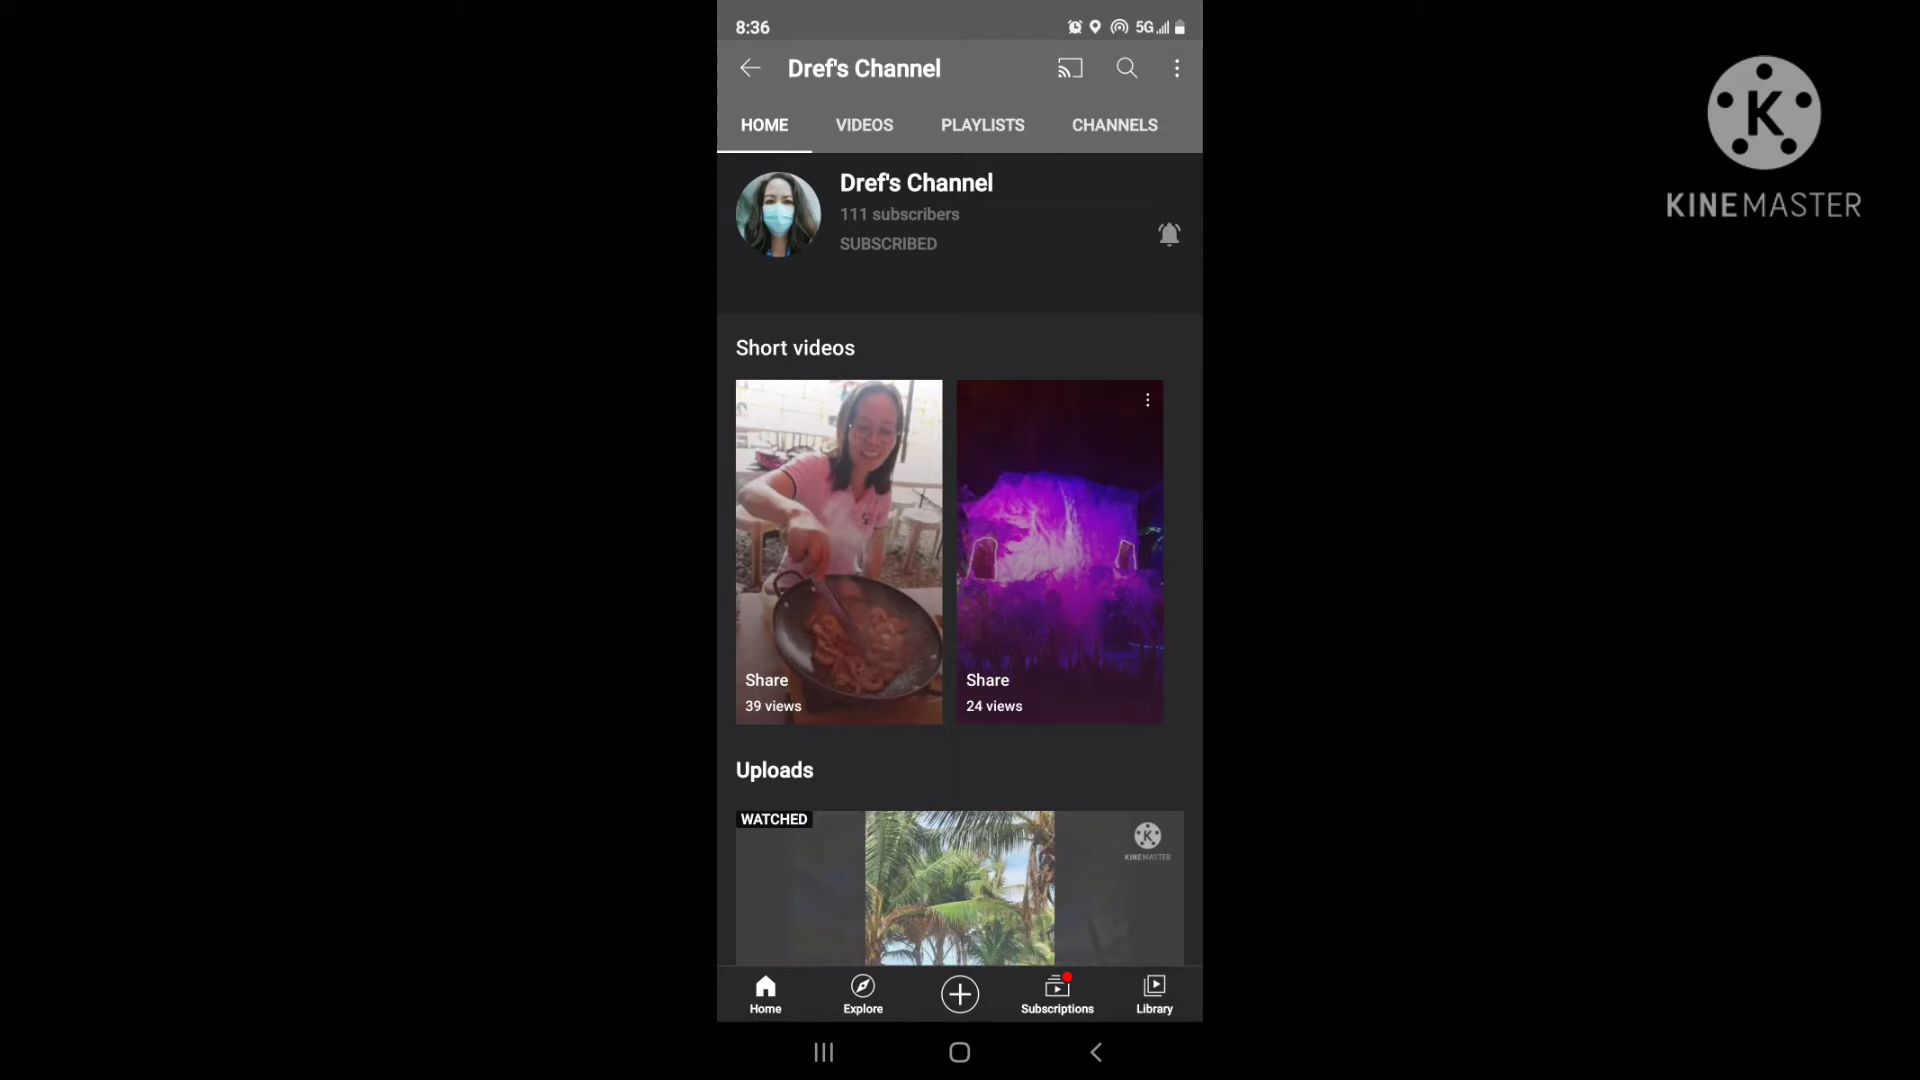 8:36
5G
Dref's Channel
HOME VIDEOS PLAYLISTS CHANNELS
K
KINEMASTER
Dref's Channel
111 subscribers
SUBSCRIBED
Short videos
Share
39 views
Share
24 views
Uploads
WATCHED
K
KINEMASTER
Home Explore Subscriptions Library